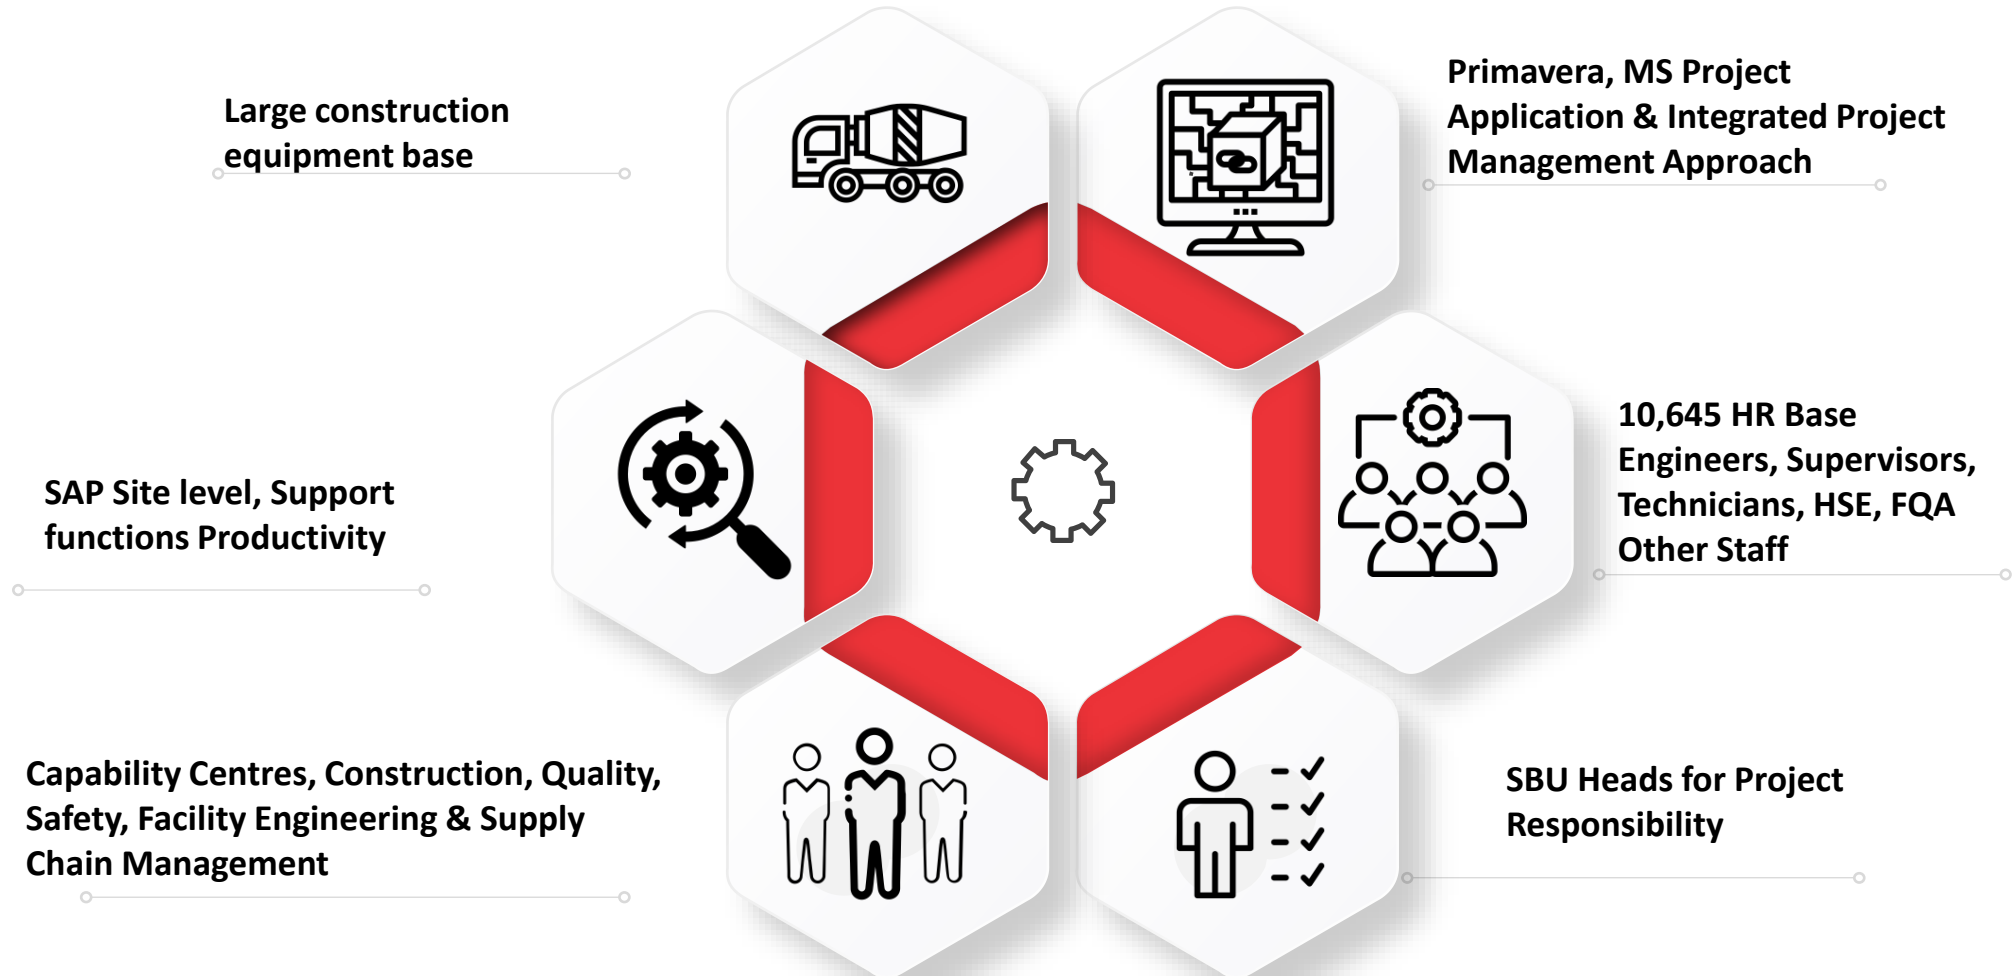 Large construction
equipment base
Primavera, MS Project
Application & Integrated Project
Management Approach
SAP Site level, Support
functions Productivity
10,645 HR Base
Engineers, Supervisors,
Technicians, HSE, FQA
Other Staff
Capability Centres, Construction, Quality,
Safety, Facility Engineering & Supply
Chain Management
SBU Heads for Project
Responsibility